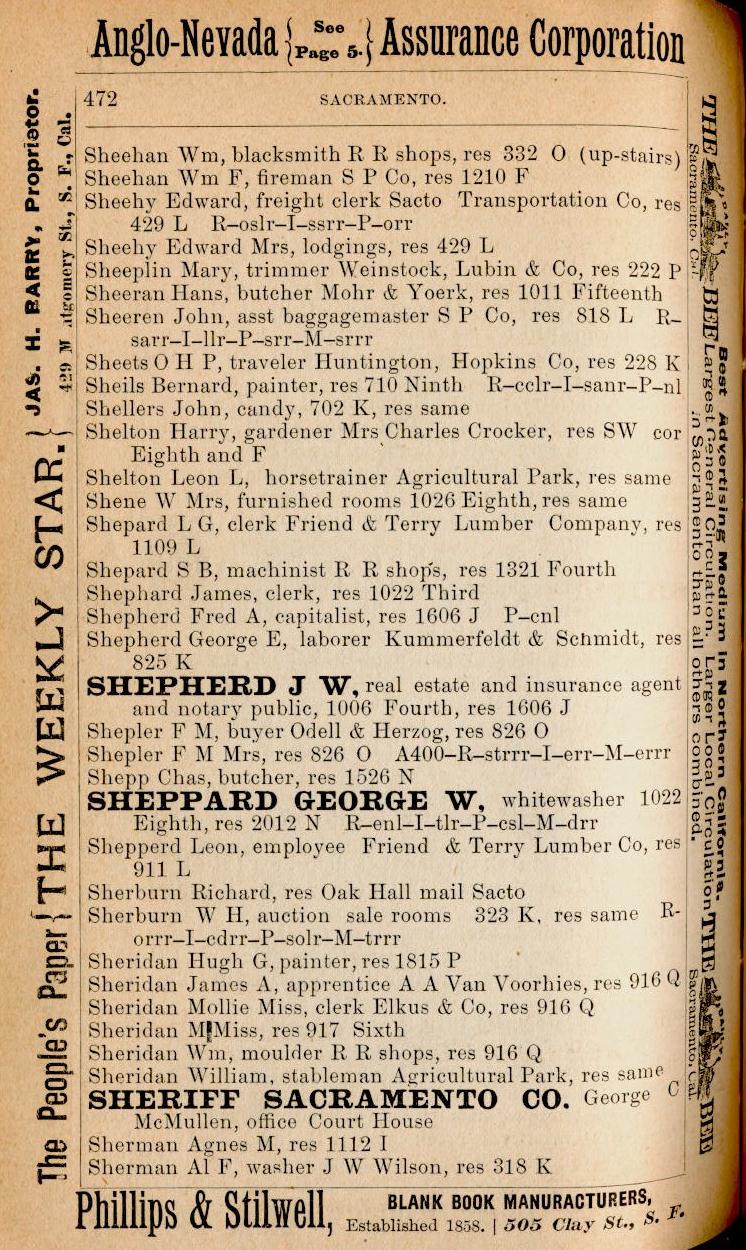 Anglo-Nevada { See Page 5. } Assurance Corporation
472 SACRAMENTO.
Sheehan Wm, blacksmith R R shops, res 332 O (up-stairs)
Sheehan Wm F, fireman S P Co, res 1210 F
Sheehy Edward, freight clerk Sacto Transportation Co, res
429 L R–oslr–I–ssrr–P–orr
Sheehy Edward Mrs, lodgings, res 429 L
Sheeplin Mary, trimmer Weinstock, Lubin & Co, res 222 P
Sheeran Hans, butcher Mohr & Yoerk, res 1011 Fifteenth
Sheeren John, asst baggagemaster S P Co, res 818 L R–
sarr–I–llr–P–srr–M–srrr
Sheets O H P, traveler Huntington, Hopkins Co, res 228 K
Sheils Bernard, painter, res 710 Ninth R–cclr–I–sanr–P–nl
Shellers John, candy, 702 K, res same
Shelton Harry, gardener Mrs Charles Crocker, res SW cor
Eighth and F
Shelton Leon L, horsetrainer Agricultural Park, res same
Shene W Mrs, furnished rooms 1026 Eighth, res same
Shepard L G, clerk Friend & Terry Lumber Company, res
1109 L
Shepard S B, machinist R R shops, res 1321 Fourth
Shephard James, clerk, res 1022 Third
Shepherd Fred A, capitalist, res 1606 J P–cnl
Shepherd George E, laborer Kummerfeldt & Schmidt, res
825 K
SHEPHERD J W, real estate and insurance agent
and notary public, 1006 Fourth, res 1606 J
Shepler F M, buyer Odell & Herzog, res 826 O
Shepler F M Mrs, res 826 O A400–R–strrr–I–err–M–errr
Shepp Chas, butcher, res 1526 N
SHEPPARD GEORGE W, whitewasher 1022
Eighth, res 2012 N R–enl–I–tlr–P–csl–M–drr
Shepperd Leon, employee Friend & Terry Lumber Co, res
911 L
Sherburn Richard, res Oak Hall mail Sacto
Sherburn W H, auction sale rooms 323 K, res same R-
orrr–I–cdrr–P–solr–M–trrr
Sheridan Hugh G, painter, res 1815 P
Sheridan James A, apprentice A A Van Voorhies, res 916 Q
Sheridan Mollie Miss, clerk Elkus & Co, res 916 Q
Sheridan M Miss, res 917 Sixth
Sheridan Wm, moulder R R shops, res 916 Q
Sheridan William, stableman Agricultural Park, res same
SHERIFF SACRAMENTO CO. George C
McMullen, office Court House
Sherman Agnes M, res 1112 I
Sherman Al F, washer J W Wilson, res 318 K
Phillips & Stilwell, BLANK BOOK MANURACTURERS,
Established 1858. | 505 Clay St., S. F.
The People's Paper { THE WEEKLY STAR. } JAS. H. BARRY, Proprietor.
429 M dgomery St., S. F., Cal.
THE DAILY BEE Best Advertising Medium in Northern California. THE DAILY BEE
Sacramento, Cal. Largest General Circulation. Larger Local Circulation Sacramento, Cal.
in Sacramento than all others combined.